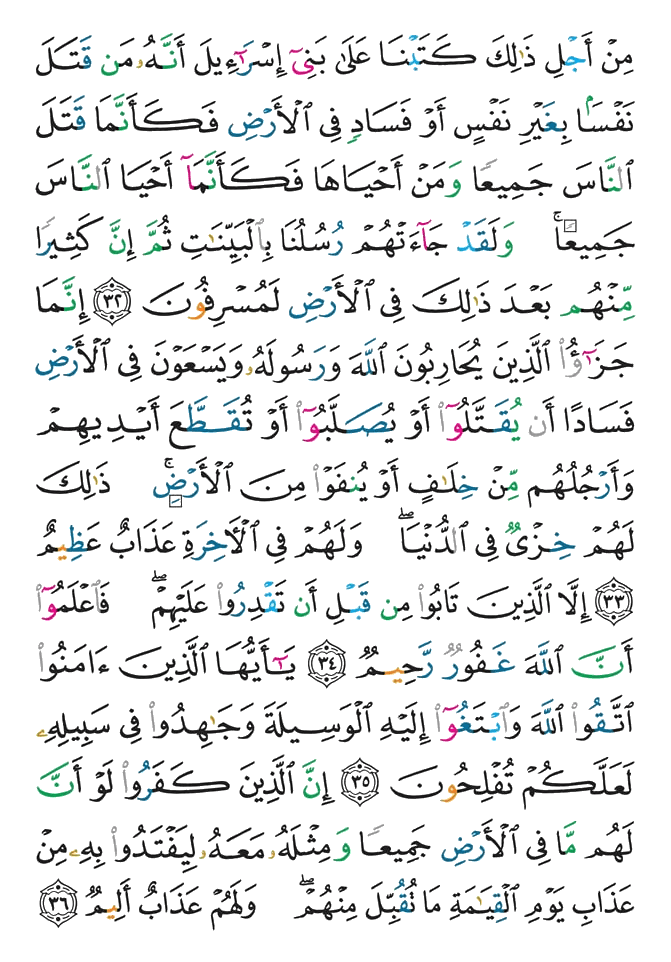 مِنْ أَجْلِ ذَٰلِكَ كَتَبْنَا عَلَىٰ بَنِىٓ إِسْرَٰٓءِيلَ أَنَّهُۥ مَن قَتَلَ
نَفْسًۢا بِغَيْرِ نَفْسٍ أَوْ فَسَادٍ فِى ٱلْأَرْضِ فَكَأَنَّمَا قَتَلَ
ٱلنَّاسَ جَمِيعًا وَمَنْ أَحْيَاهَا فَكَأَنَّمَآ أَحْيَا ٱلنَّاسَ
جَمِيعًا ۚ وَلَقَدْ جَآءَتْهُمْ رُسُلُنَا بِٱلْبَيِّنَٰتِ ثُمَّ إِنَّ كَثِيرًا
مِّنْهُم بَعْدَ ذَٰلِكَ فِى ٱلْأَرْضِ لَمُسْرِفُونَ ٣٢ إِنَّمَا
جَزَٰٓؤُا۟ ٱلَّذِينَ يُحَارِبُونَ ٱللَّهَ وَرَسُولَهُۥ وَيَسْعَوْنَ فِى ٱلْأَرْضِ
فَسَادًا أَن يُقَتَّلُوٓا۟ أَوْ يُصَلَّبُوٓا۟ أَوْ تُقَطَّعَ أَيْدِيهِمْ
وَأَرْجُلُهُم مِّنْ خِلَٰفٍ أَوْ يُنفَوْا۟ مِنَ ٱلْأَرْضِ ۚ ذَٰلِكَ
لَهُمْ خِزْىٌ فِى ٱلدُّنْيَا ۖ وَلَهُمْ فِى ٱلْءَاخِرَةِ عَذَابٌ عَظِيمٌ
٣٣ إِلَّا ٱلَّذِينَ تَابُوا۟ مِن قَبْلِ أَن تَقْدِرُوا۟ عَلَيْهِمْ ۖ فَٱعْلَمُوٓا۟
أَنَّ ٱللَّهَ غَفُورٌ رَّحِيمٌ ٣٤ يَٰٓأَيُّهَا ٱلَّذِينَ ءَامَنُوا۟
ٱتَّقُوا۟ ٱللَّهَ وَٱبْتَغُوٓا۟ إِلَيْهِ ٱلْوَسِيلَةَ وَجَٰهِدُوا۟ فِى سَبِيلِهِۦ
لَعَلَّكُمْ تُفْلِحُونَ ٣٥ إِنَّ ٱلَّذِينَ كَفَرُوا۟ لَوْ أَنَّ
لَهُم مَّا فِى ٱلْأَرْضِ جَمِيعًا وَمِثْلَهُۥ مَعَهُۥ لِيَفْتَدُوا۟ بِهِۦ مِنْ
عَذَابِ يَوْمِ ٱلْقِيَٰمَةِ مَا تُقُبِّلَ مِنْهُمْ ۖ وَلَهُمْ عَذَابٌ أَلِيمٌ ٣٦